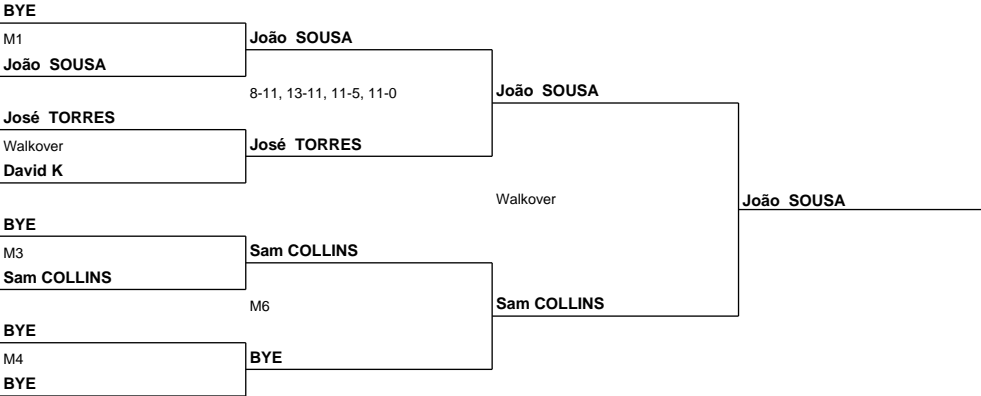 BYE
M1
João SOUSA
José TORRES
Walkover
David K
BYE
M3
Sam COLLINS
BYE
M4
BYE
João SOUSA
8-11, 13-11, 11-5, 11-0
José TORRES
Sam COLLINS
M6
BYE
João SOUSA
Walkover
Sam COLLINS
João SOUSA